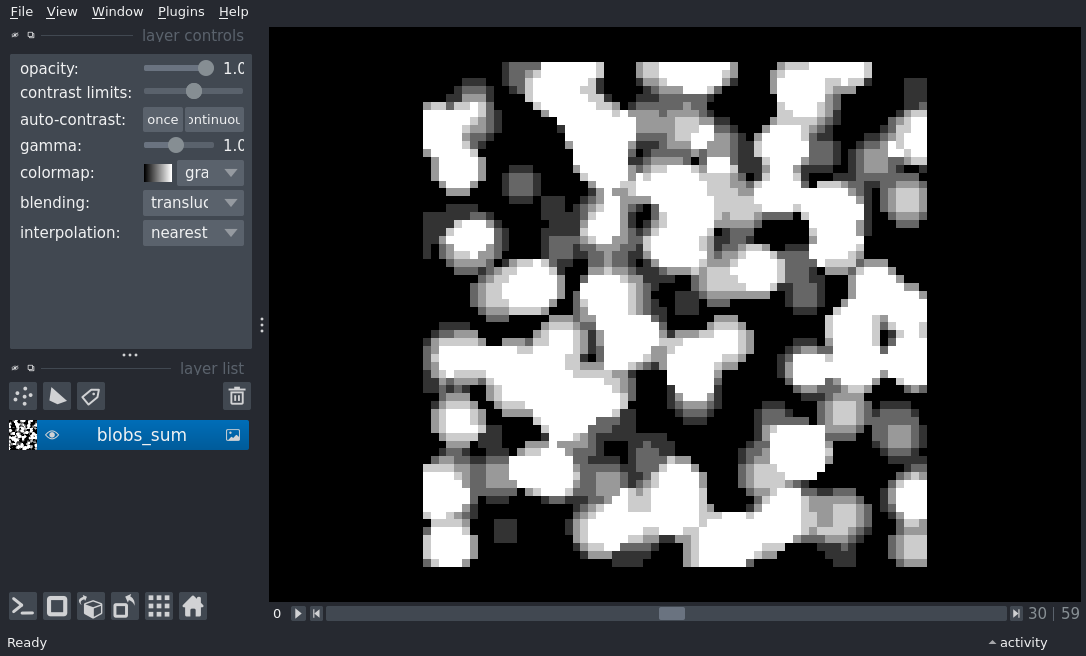 File View Window Plugins Help
layer controls
opacity: 1.0
contrast limits:
auto-contrast: once ontinuou
gamma: 1.0
colormap: gra
blending: transluc
interpolation: nearest
layer list
blobs_sum
0 30 | 59
Ready activity